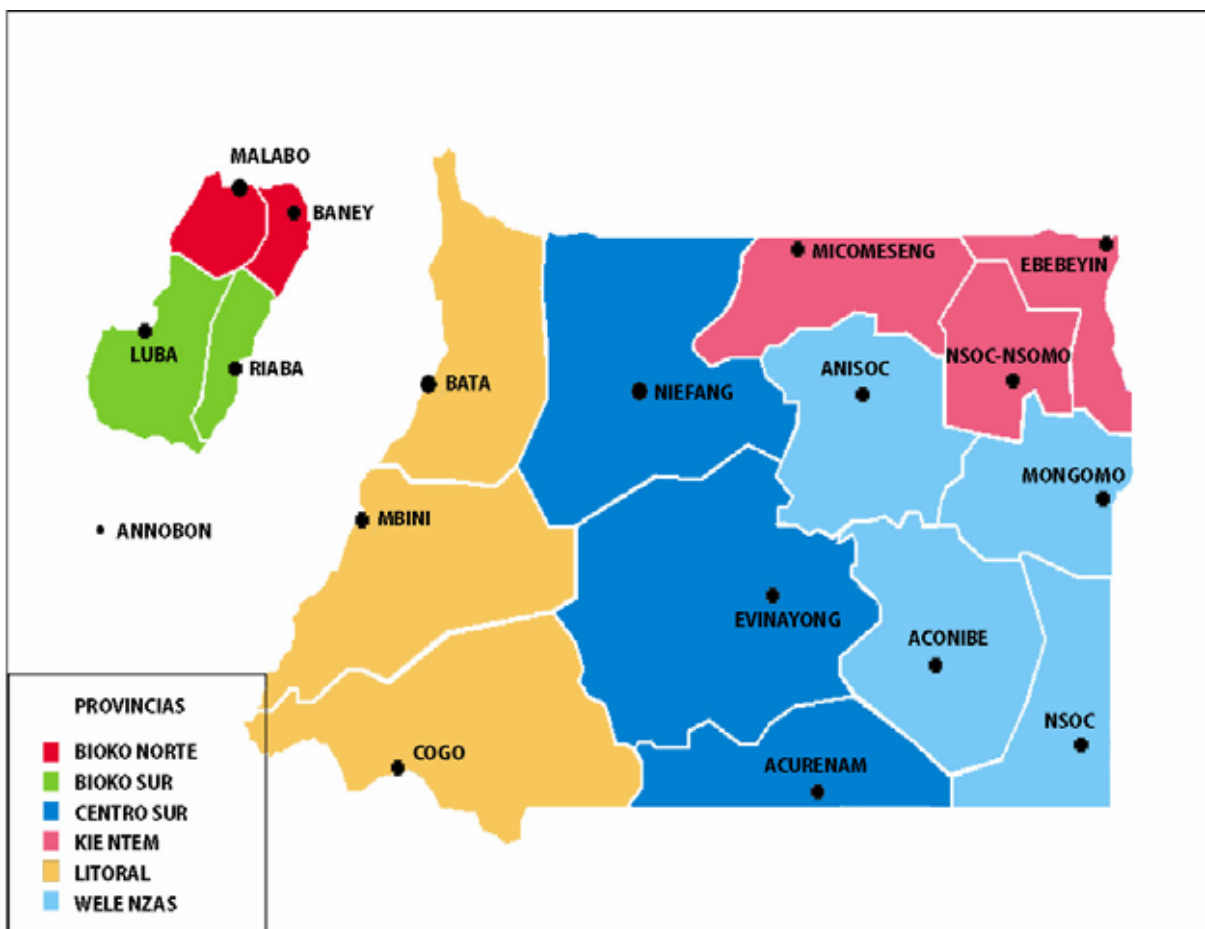 MALABO
BANEY
MICOMESENG
EBEBEYIN
LUBA
RIABA
BATA
NIEFANG
ANISOC
NSOC-NSOMO
MONGOMO
ANNOBON
MBINI
EVINAYONG
ACONIBE
NSOC
COGO
ACURENAM
PROVINCIAS
BIOKO NORTE
BIOKO SUR
CENTRO SUR
KIE NTEM
LITORAL
WELE NZAS